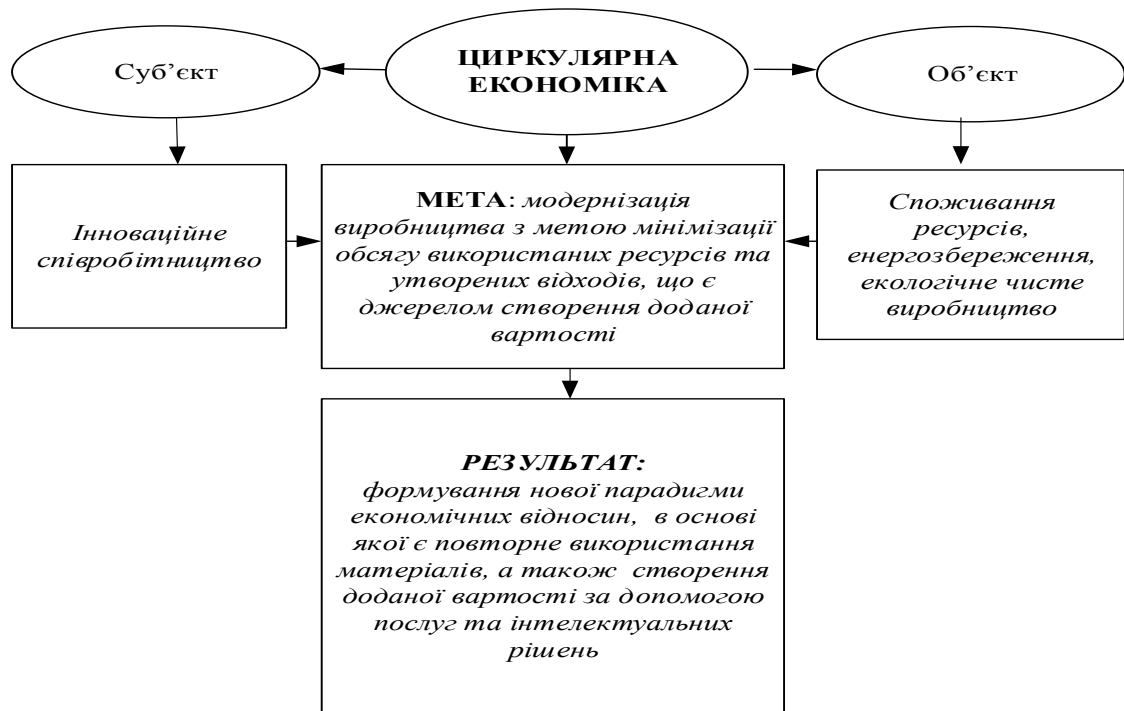 Суб’єкт
ЦИРКУЛЯРНА
ЕКОНОМІКА
Об’єкт
Інноваційне
співробітництво
МЕТА: модернізація
виробництва з метою мінімізації
обсягу використаних ресурсів та
утворених відходів, що є
джерелом створення доданої
вартості
Споживання
ресурсів,
енергозбереження,
екологічне чисте
виробництво
РЕЗУЛЬТАТ:
формування нової парадигми
економічних відносин, в основі
якої є повторне використання
матеріалів, а також створення
доданої вартості за допомогою
послуг та інтелектуальних
рішень